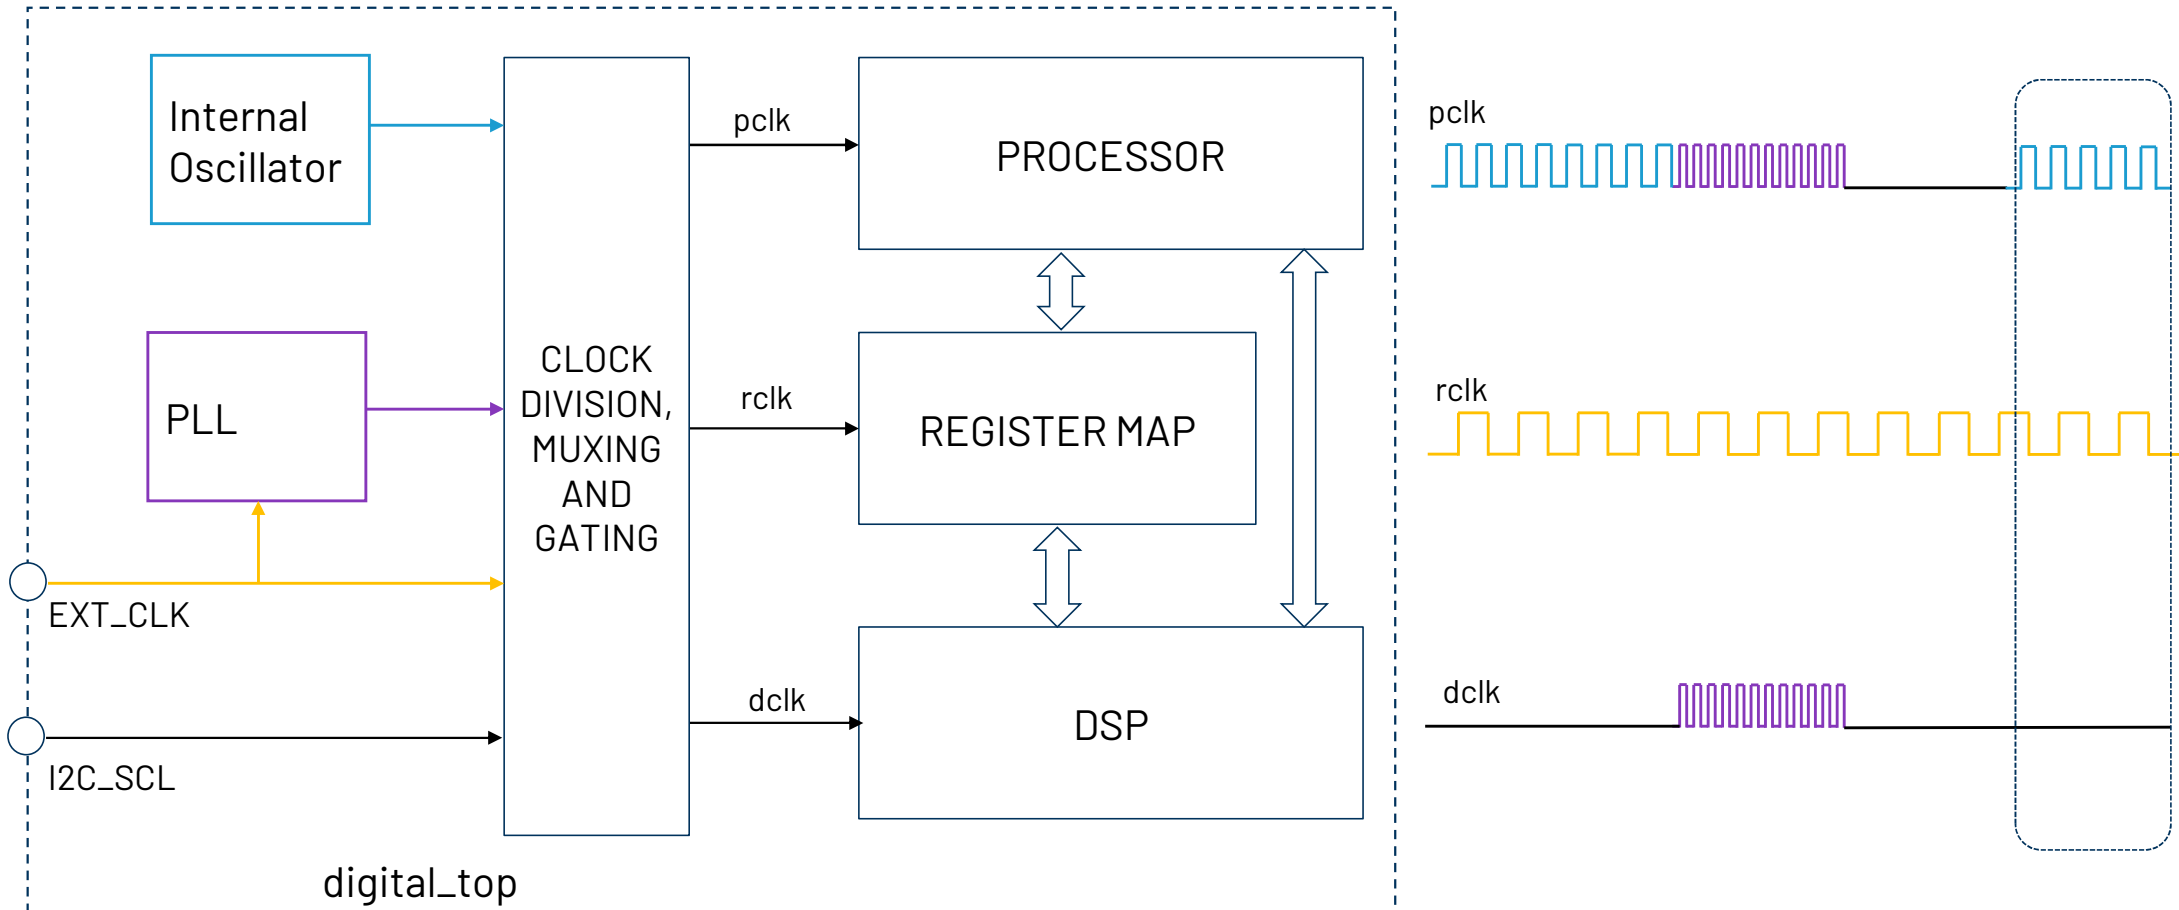 Internal
Oscillator
PLL
EXT_CLK
I2C_SCL
digital_top
CLOCK
DIVISION,
MUXING
AND
GATING
pclk
rclk
dclk
PROCESSOR
REGISTER MAP
DSP
pclk
rclk
dclk